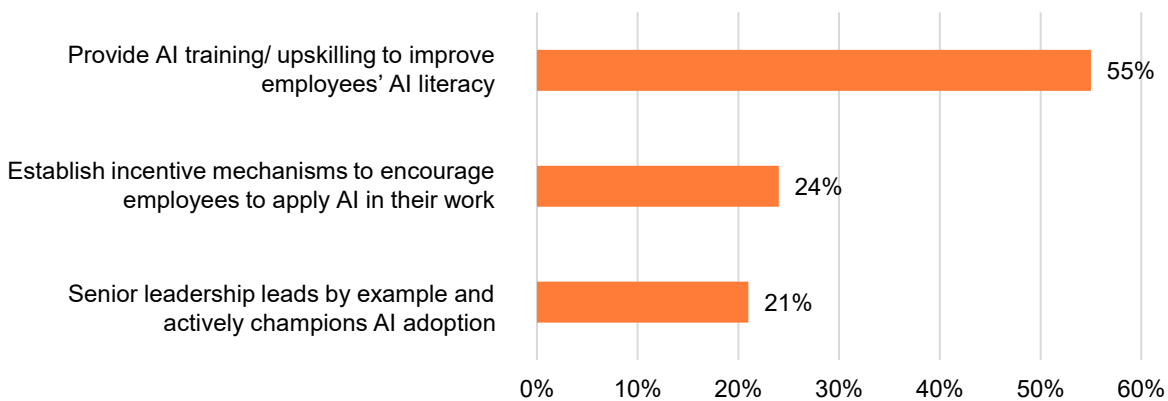 Provide AI training/ upskilling to improve
employees’ AI literacy
55%
Establish incentive mechanisms to encourage
employees to apply AI in their work
24%
Senior leadership leads by example and
actively champions AI adoption
21%
0% 10% 20% 30% 40% 50% 60%